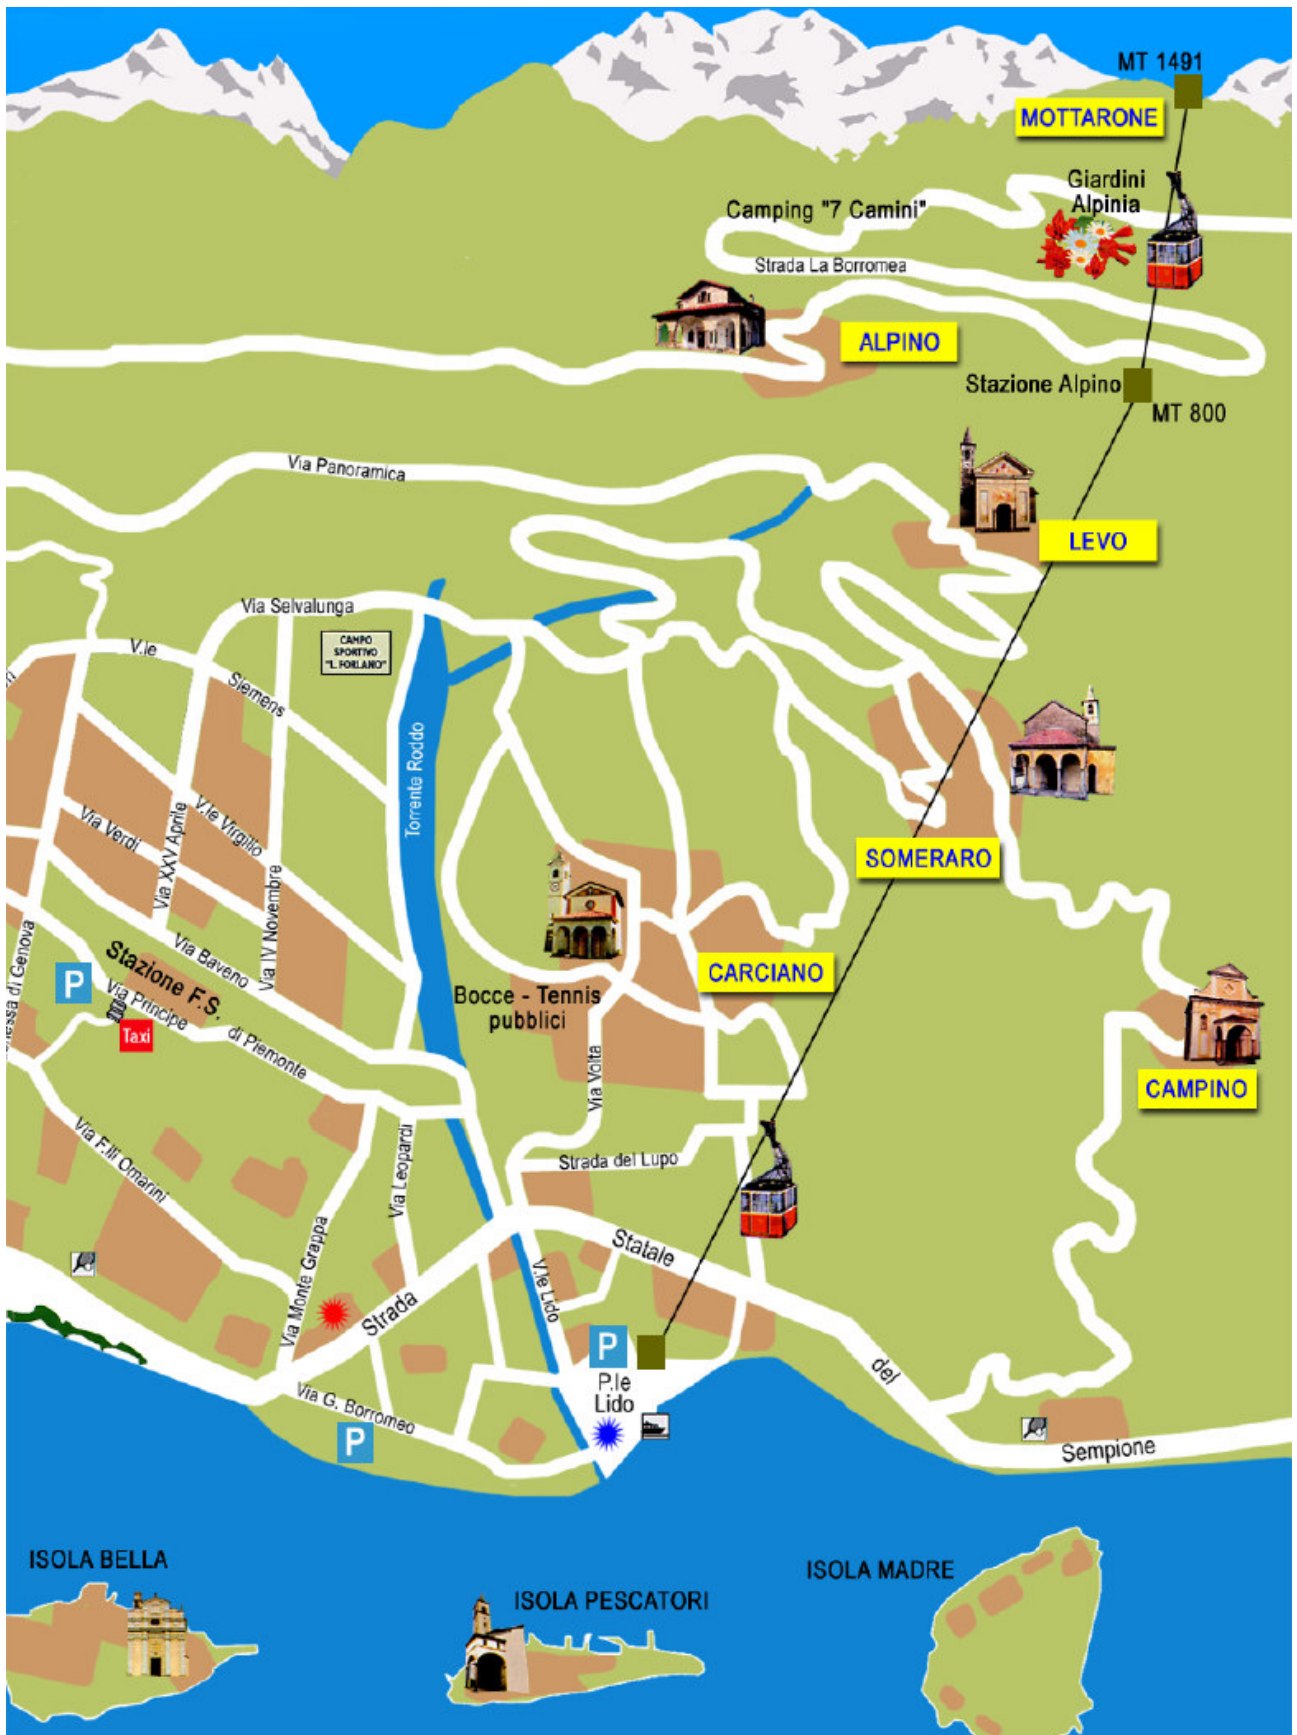 MT 1491
MOTTARONE
Giardini
Alpinia
Camping "7 Camini"
Strada La Borromea
ALPINO
Stazione Alpino
MT 800
Via Panoramica
LEVO
Via Selvalunga
CAMPO
SPORTIVO
"L. FORLANO"
V.le
Siemens
Torrente Roddo
Via Verdi
V.le Virgilio
Via XXV Aprile
Via IV Novembre
SOMERARO
Via Baveno
Stazione F.S.
P
Via Principe
di Piemonte
Taxi
essa di Genova
CARCIANO
Bocce - Tennis
pubblici
Via Volta
CAMPINO
Via F.lli Omarini
Via Leopardi
Strada del Lupo
Via Monte Grappa
Strada
Statale
V.le Lido
P
P.le
Lido
del
Via G. Borromeo
P
Sempione
ISOLA BELLA
ISOLA PESCATORI
ISOLA MADRE